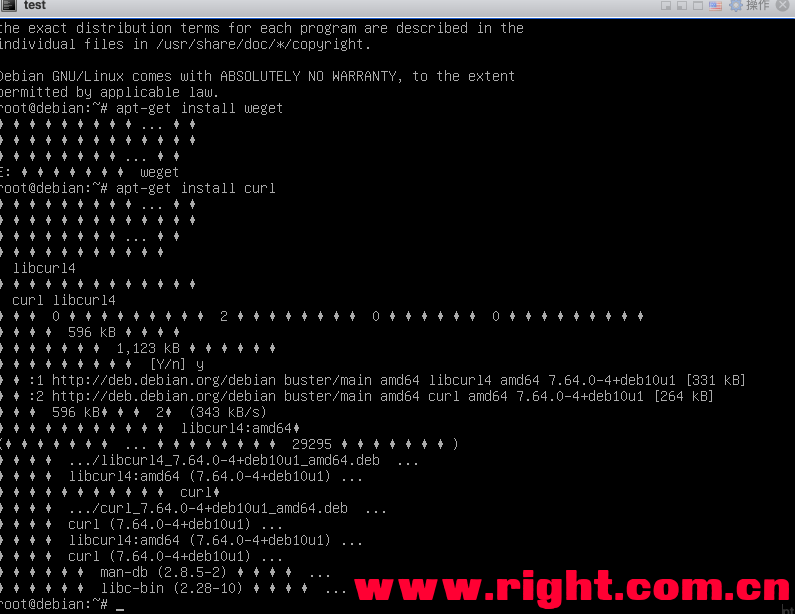 test
操作
the exact distribution terms for each program are described in the
individual files in /usr/share/doc/*/copyright.
Debian GNU/Linux comes with ABSOLUTELY NO WARRANTY, to the extent
permitted by applicable law.
root@debian:~# apt-get install weget
♦ ♦ ♦ ♦ ♦ ♦ ♦ ♦ ♦ ... ♦ ♦
♦ ♦ ♦ ♦ ♦ ♦ ♦ ♦ ♦ ♦ ♦ ♦ ♦
♦ ♦ ♦ ♦ ♦ ♦ ♦ ♦ ... ♦ ♦
E: ♦ ♦ ♦ ♦ ♦ ♦ ♦ weget
root@debian:~# apt-get install curl
♦ ♦ ♦ ♦ ♦ ♦ ♦ ♦ ♦ ... ♦ ♦
♦ ♦ ♦ ♦ ♦ ♦ ♦ ♦ ♦ ♦ ♦ ♦ ♦
♦ ♦ ♦ ♦ ♦ ♦ ♦ ♦ ... ♦ ♦
♦ ♦ ♦ ♦ ♦ ♦ ♦ ♦ ♦ ♦ ♦
libcurl4
♦ ♦ ♦ ♦ ♦ ♦ ♦ ♦ ♦ ♦ ♦ ♦ ♦
curl libcurl4
♦ ♦ ♦ 0 ♦ ♦ ♦ ♦ ♦ ♦ ♦ ♦ ♦ 2 ♦ ♦ ♦ ♦ ♦ ♦ ♦ ♦ 0 ♦ ♦ ♦ ♦ ♦ ♦ 0 ♦ ♦ ♦ ♦ ♦ ♦ ♦ ♦ ♦
♦ ♦ ♦ ♦ 596 kB ♦ ♦ ♦ ♦
♦ ♦ ♦ ♦ ♦ ♦ ♦ 1,123 kB ♦ ♦ ♦ ♦ ♦ ♦
♦ ♦ ♦ ♦ ♦ ♦ ♦ ♦ ♦ [Y/n] y
♦ ♦ :1 http://deb.debian.org/debian buster/main amd64 libcurl4 amd64 7.64.0-4+deb10u1 [331 kB]
♦ ♦ :2 http://deb.debian.org/debian buster/main amd64 curl amd64 7.64.0-4+deb10u1 [264 kB]
♦ ♦ ♦ 596 kB♦ ♦ ♦ 2♦ (343 kB/s)
♦ ♦ ♦ ♦ ♦ ♦ ♦ ♦ ♦ ♦ ♦ libcurl4:amd64♦
(♦ ♦ ♦ ♦ ♦ ♦ ♦ ... ♦ ♦ ♦ ♦ ♦ ♦ ♦ ♦ 29295 ♦ ♦ ♦ ♦ ♦ ♦ ♦ )
♦ ♦ ♦ ♦ .../libcurl4_7.64.0-4+deb10u1_amd64.deb ...
♦ ♦ ♦ ♦ libcurl4:amd64 (7.64.0-4+deb10u1) ...
♦ ♦ ♦ ♦ ♦ ♦ ♦ ♦ ♦ ♦ ♦ curl♦
♦ ♦ ♦ ♦ .../curl_7.64.0-4+deb10u1_amd64.deb ...
♦ ♦ ♦ ♦ curl (7.64.0-4+deb10u1) ...
♦ ♦ ♦ ♦ libcurl4:amd64 (7.64.0-4+deb10u1) ...
♦ ♦ ♦ ♦ curl (7.64.0-4+deb10u1) ...
♦ ♦ ♦ ♦ ♦ ♦ man-db (2.8.5-2) ♦ ♦ ♦ ♦ ...
♦ ♦ ♦ ♦ ♦ ♦ libc-bin (2.28-10) ♦ ♦ ♦ ♦ ...
root@debian:~# _
www.right.com.cn